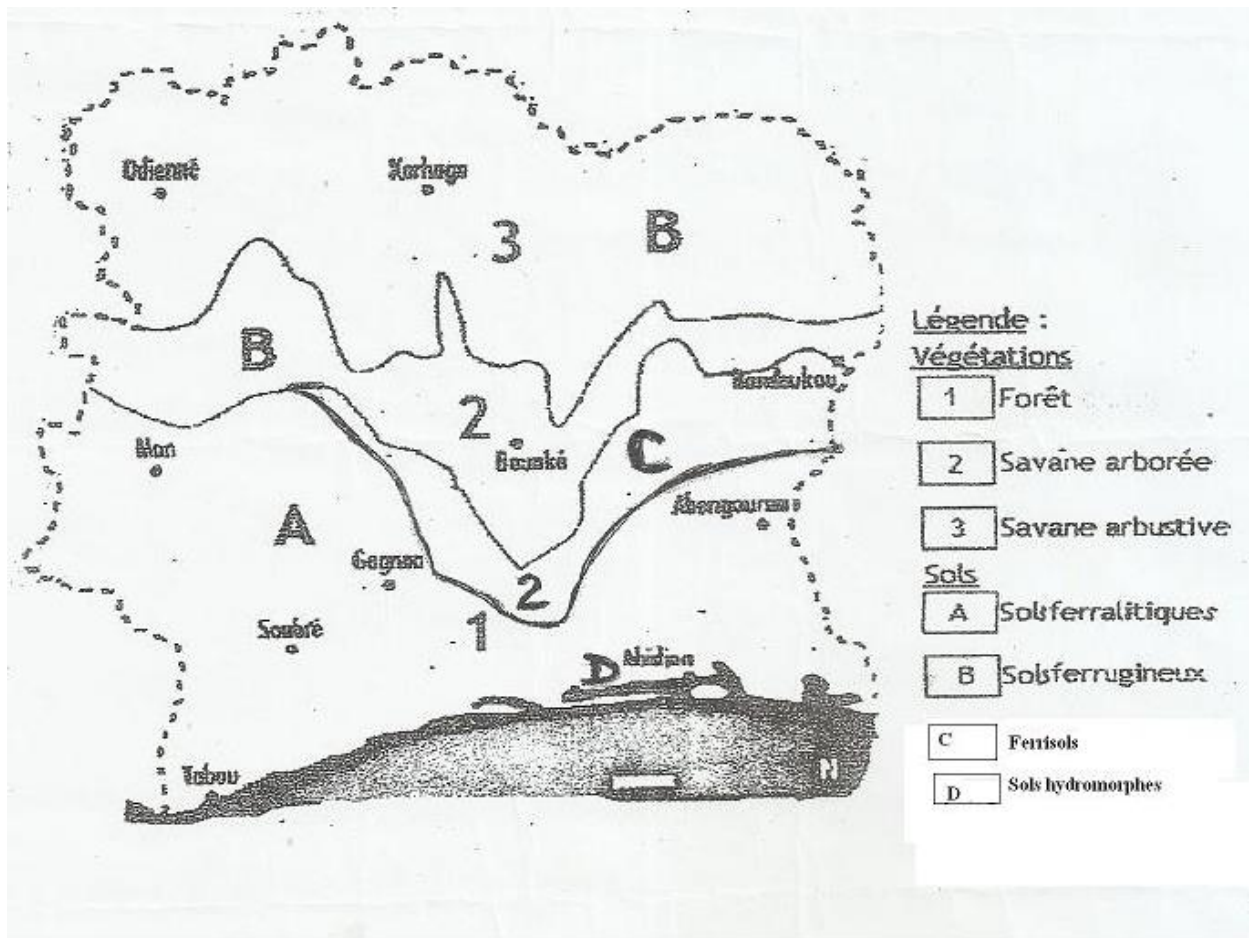 Odienné
Korhogo
3
B
B
2
Bondoukou
Bouaké
C
Man
Abengourou
A
Gagnoa
2
Soubré
1
D
Abidjan
Tabou
N
Légende :
Végétations
1 Forêt
2 Savane arborée
3 Savane arbustive
Sols
A Solsferralitiques
B Solsferrugineux
C Ferrisols
D Sols hydromorphes